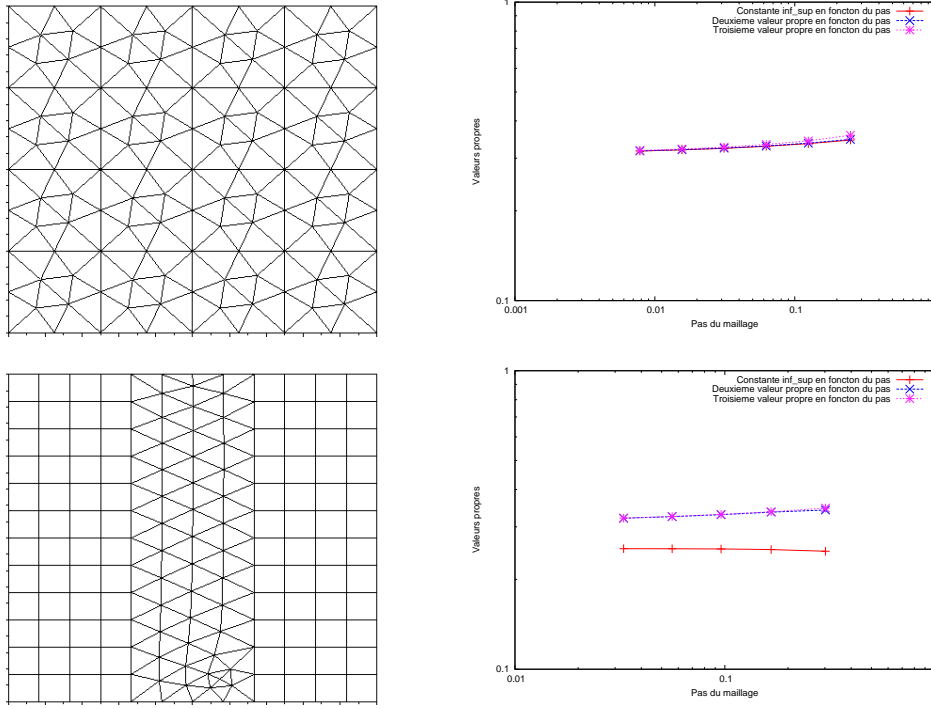 1
Constante inf_sup en foncton du pas
Deuxieme valeur propre en foncton du pas
Troisieme valeur propre en foncton du pas
Valeurs propres
0.1
0.001
0.01
0.1
Pas du maillage
1
Constante inf_sup en foncton du pas
Deuxieme valeur propre en foncton du pas
Troisieme valeur propre en foncton du pas
Valeurs propres
0.1
0.01
0.1
Pas du maillage